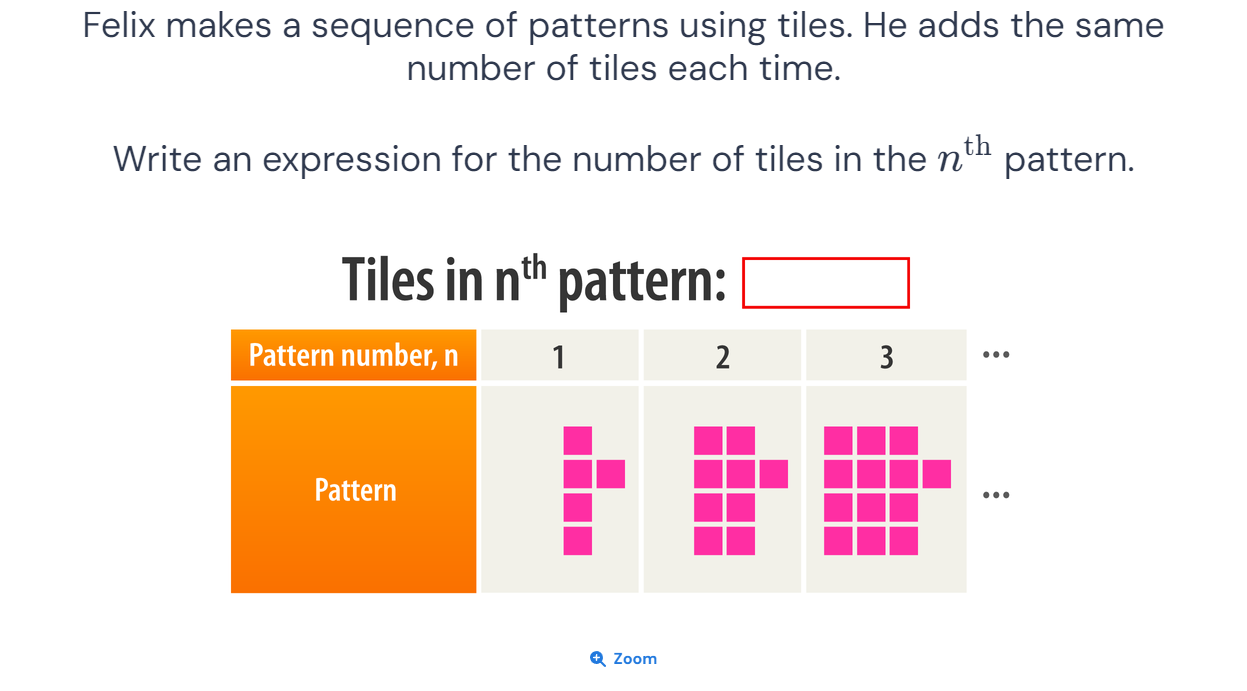 Felix makes a sequence of patterns using tiles. He adds the same
number of tiles each time.
Write an expression for the number of tiles in the n^th pattern.
Tiles in n^th pattern:
Pattern number, n 1 2 3 ...
Pattern ...
Zoom